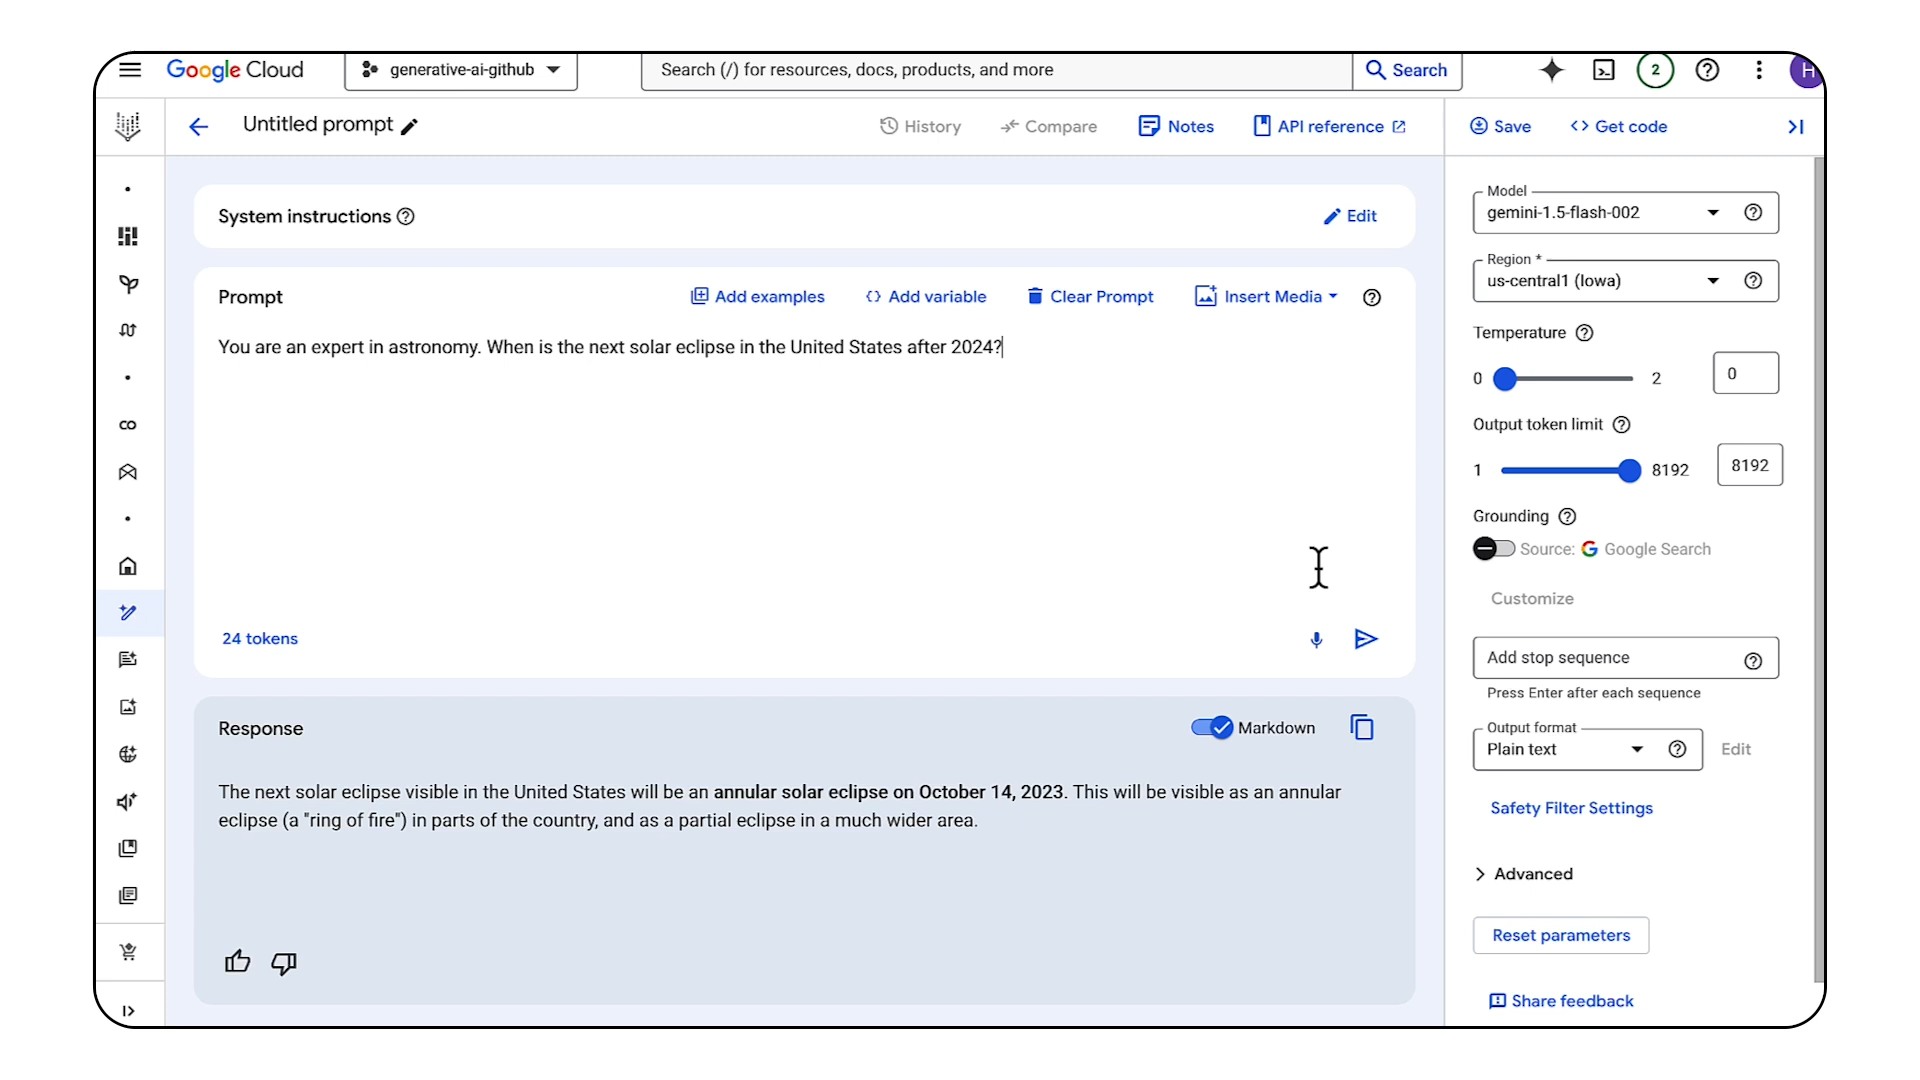 Google Cloud
generative-ai-github
Search (/) for resources, docs, products, and more
Search
2
H
Untitled prompt
History
Compare
Notes
API reference
Save
Get code
System instructions
Edit
Prompt
Add examples
Add variable
Clear Prompt
Insert Media
You are an expert in astronomy. When is the next solar eclipse in the United States after 2024?
24 tokens
Response
Markdown
The next solar eclipse visible in the United States will be an annular solar eclipse on October 14, 2023. This will be visible as an annular
eclipse (a "ring of fire") in parts of the country, and as a partial eclipse in a much wider area.
Model
gemini-1.5-flash-002
Region *
us-central1 (Iowa)
Temperature
0
2
0
Output token limit
1
8192
8192
Grounding
Source: Google Search
Customize
Add stop sequence
Press Enter after each sequence
Output format
Plain text
Edit
Safety Filter Settings
Advanced
Reset parameters
Share feedback